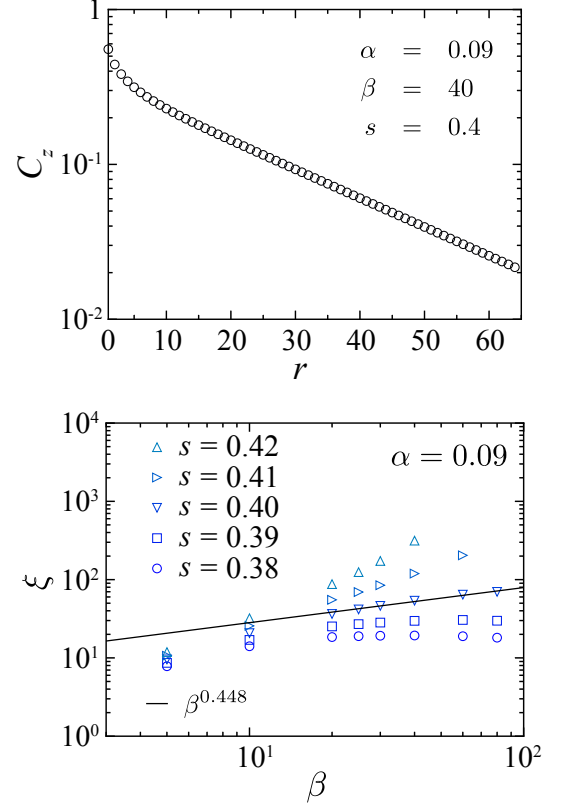 1
α = 0.09
β = 40
s = 0.4
C_z
10^-1
10^-2
0 10 20 30 40 50 60
r
10^4
s = 0.42
α = 0.09
s = 0.41
10^3
s = 0.40
s = 0.39
ξ
10^2
s = 0.38
10^1
β^0.448
10^0
10^1 10^2
β